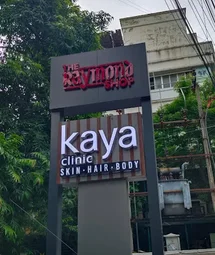 THE
Raymond
SHOP
kaya
clinic
SKIN·HAIR·BODY